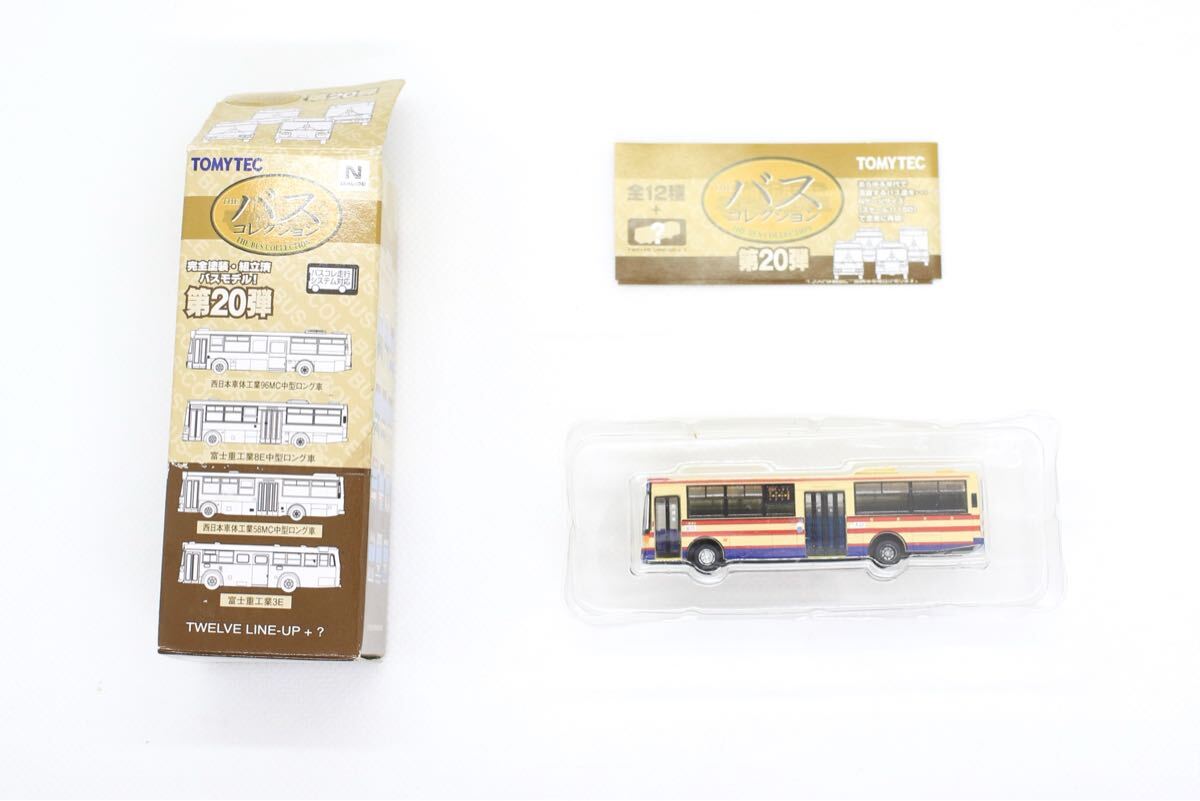 TOMYTEC
N
THE バス
コレクション
THE BUS COLLECTION
完全塗装・組立済
バスモデル!
第20弾
バスコレ走行
システム対応
西日本車体工業96MC中型ロング車
富士重工業8E中型ロング車
西日本車体工業58MC中型ロング車
富士重工業3E
TWELVE LINE-UP + ?
全12種
+
?
THE バス
コレクション
THE BUS COLLECTION
第20弾
TOMYTEC